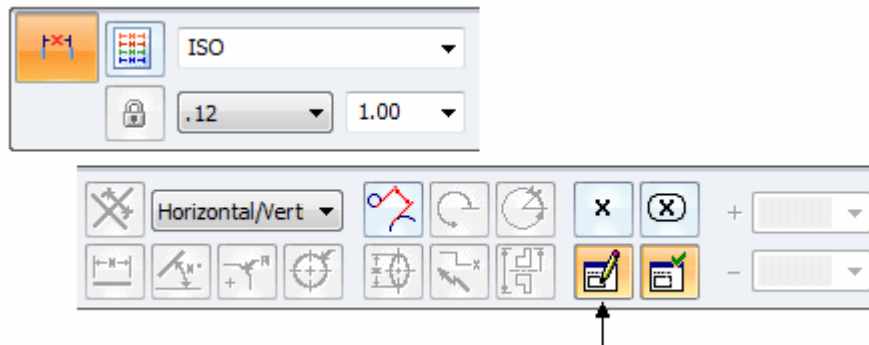 ISO
.12 1.00
Horizontal/Vert x x +
−